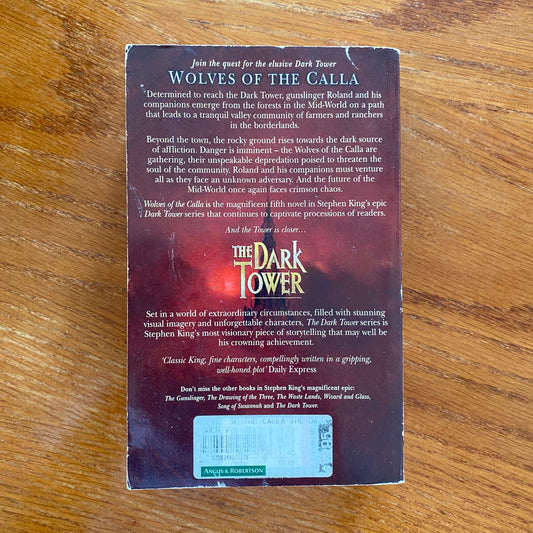 Join the quest for the elusive Dark Tower
WOLVES OF THE CALLA
Determined to reach the Dark Tower, gunslinger Roland and his
companions emerge from the forests in the Mid-World on a path
that leads to a tranquil valley community of farmers and ranchers
in the borderlands.
Beyond the town, the rocky ground rises towards the dark source
of affliction. Danger is imminent – the Wolves of the Calla are
gathering, their unspeakable depredation poised to threaten the
soul of the community. Roland and his companions must venture
all as they face an unknown adversary. And the future of the
Mid-World once again faces crimson chaos.
Wolves of the Calla is the magnificent fifth novel in Stephen King's epic
Dark Tower series that continues to captivate processions of readers.
And the Tower is closer...
THE DARK
TOWER
Set in a world of extraordinary circumstances, filled with stunning
visual imagery and unforgettable characters, The Dark Tower series is
Stephen King's most visionary piece of storytelling that may well be
his crowning achievement.
'Classic King, fine characters, compellingly written in a gripping,
well-honed plot' Daily Express
Don't miss the other books in Stephen King's magnificent epic:
The Gunslinger, The Drawing of the Three, The Waste Lands, Wizard and Glass,
Song of Susannah and The Dark Tower.
OF THE CALLA THE DA
ANGUS & ROBERTSON